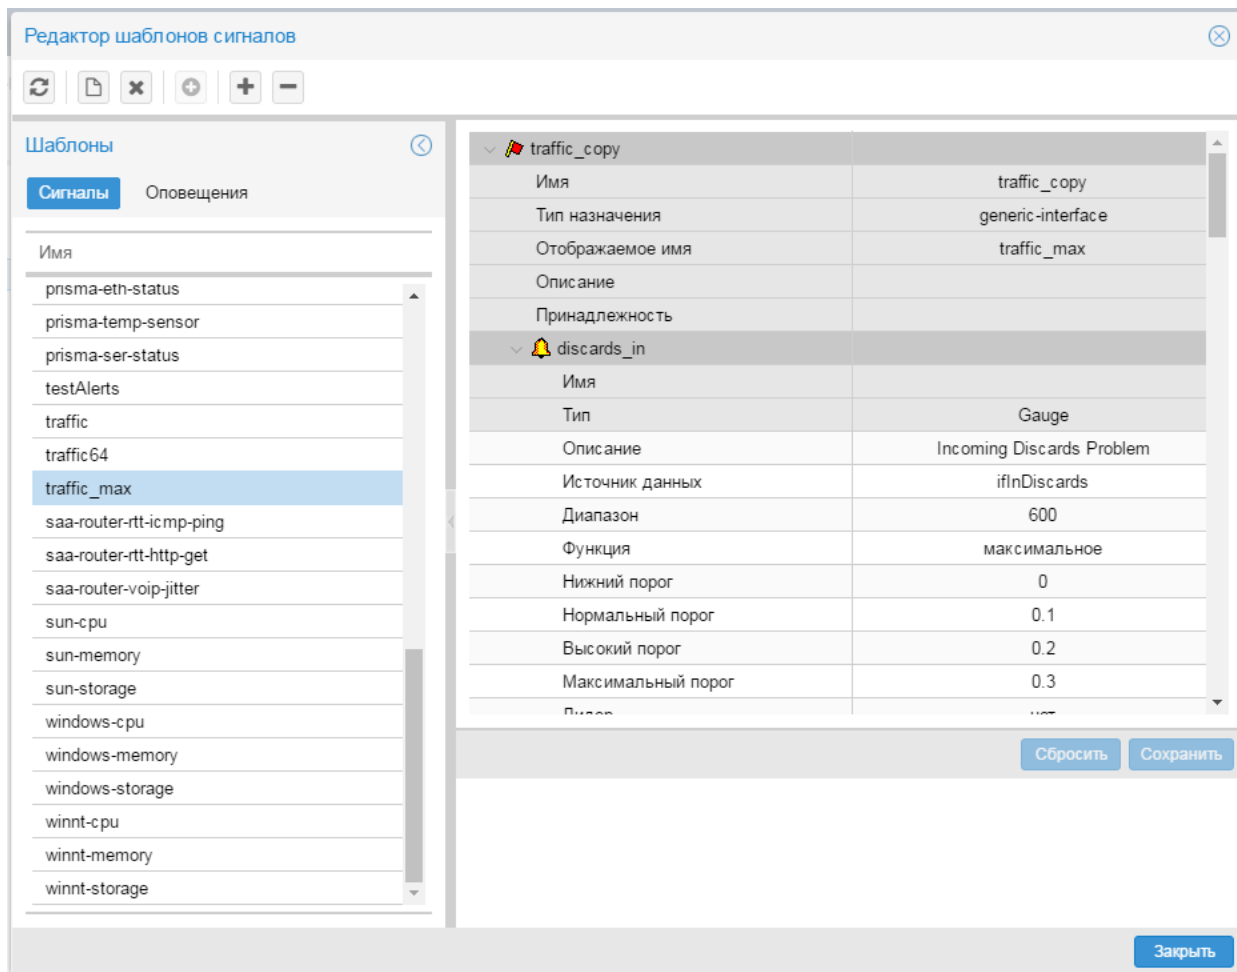 Редактор шаблонов сигналов
Шаблоны
Сигналы Оповещения
Имя
prisma-eth-status
prisma-temp-sensor
prisma-ser-status
testAlerts
traffic
traffic64
traffic_max
saa-router-rtt-icmp-ping
saa-router-rtt-http-get
saa-router-voip-jitter
sun-cpu
sun-memory
sun-storage
windows-cpu
windows-memory
windows-storage
winnt-cpu
winnt-memory
winnt-storage
traffic_copy
Имя traffic_copy
Тип назначения generic-interface
Отображаемое имя traffic_max
Описание
Принадлежность
discards_in
Имя
Тип Gauge
Описание Incoming Discards Problem
Источник данных ifInDiscards
Диапазон 600
Функция максимальное
Нижний порог 0
Нормальный порог 0.1
Высокий порог 0.2
Максимальный порог 0.3
Сбросить Сохранить
Закрыть